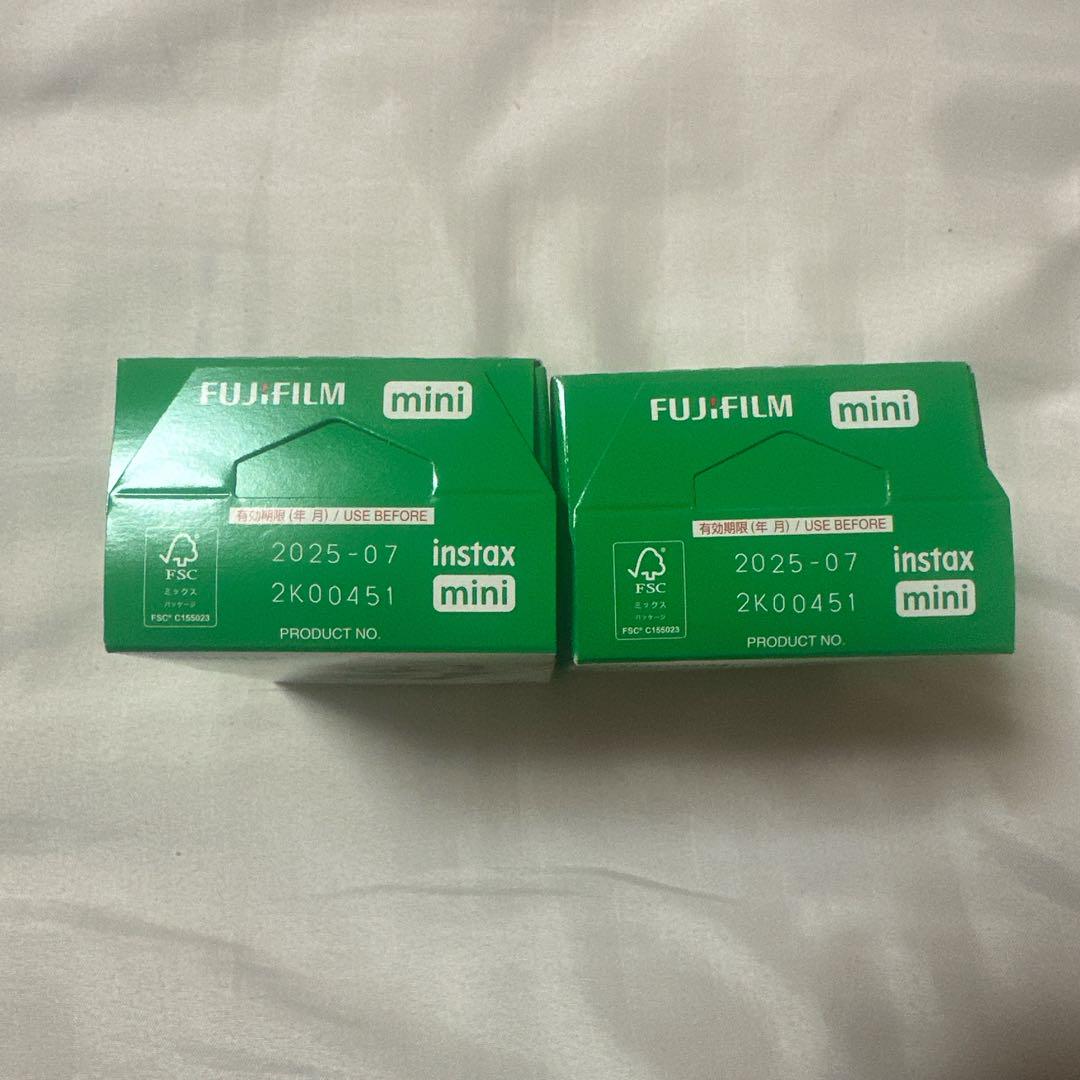 FUJIFILM mini
有効期限(年 月) / USE BEFORE
2025-07
2K00451
instax
mini
FSC
ミックス
パッケージ
FSC® C155023
PRODUCT NO.
FUJIFILM mini
有効期限(年 月) / USE BEFORE
2025-07
2K00451
instax
mini
FSC
ミックス
パッケージ
FSC® C155023
PRODUCT NO.